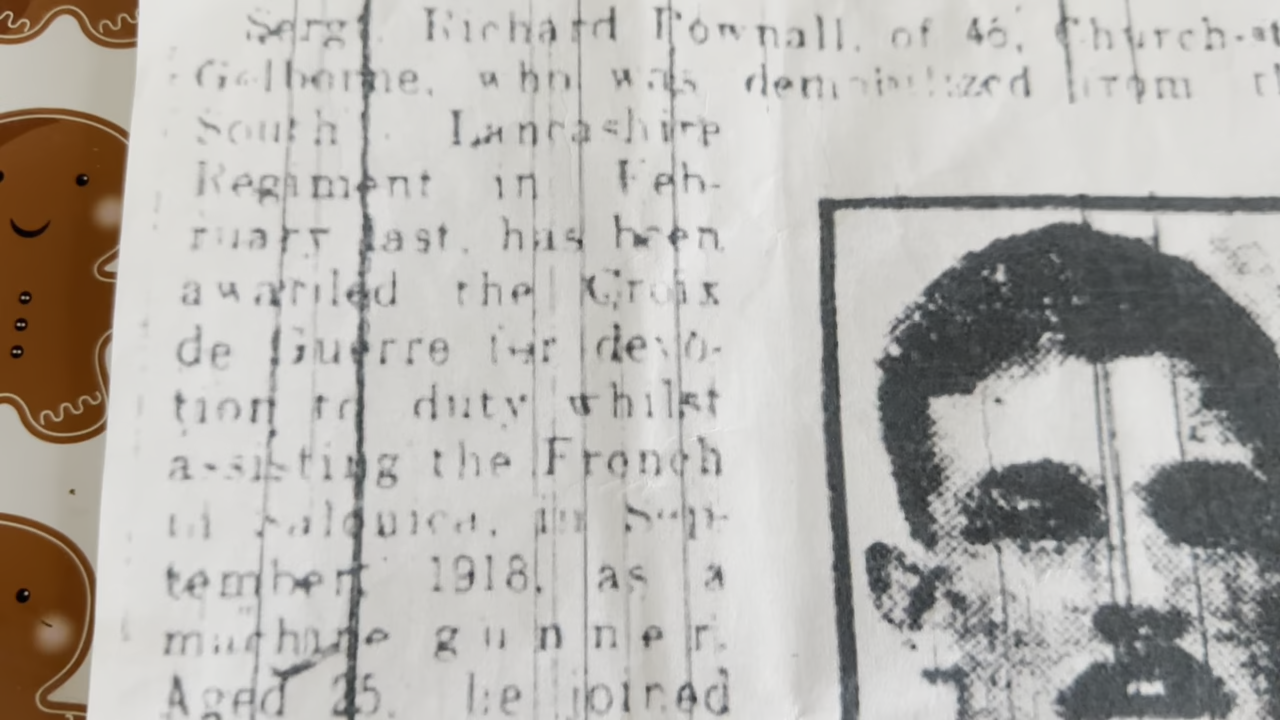 Sergt. Richard Pownall, of 46, Church-st
Golborne, who was demobilized from th
South Lancashire
Regiment in Feb-
ruary last, has been
awarded the Croix
de Guerre for devo-
tion to duty whilst
assisting the French
in Salonica, in Sep-
tember, 1918, as a
machine gunner.
Aged 25, he joined